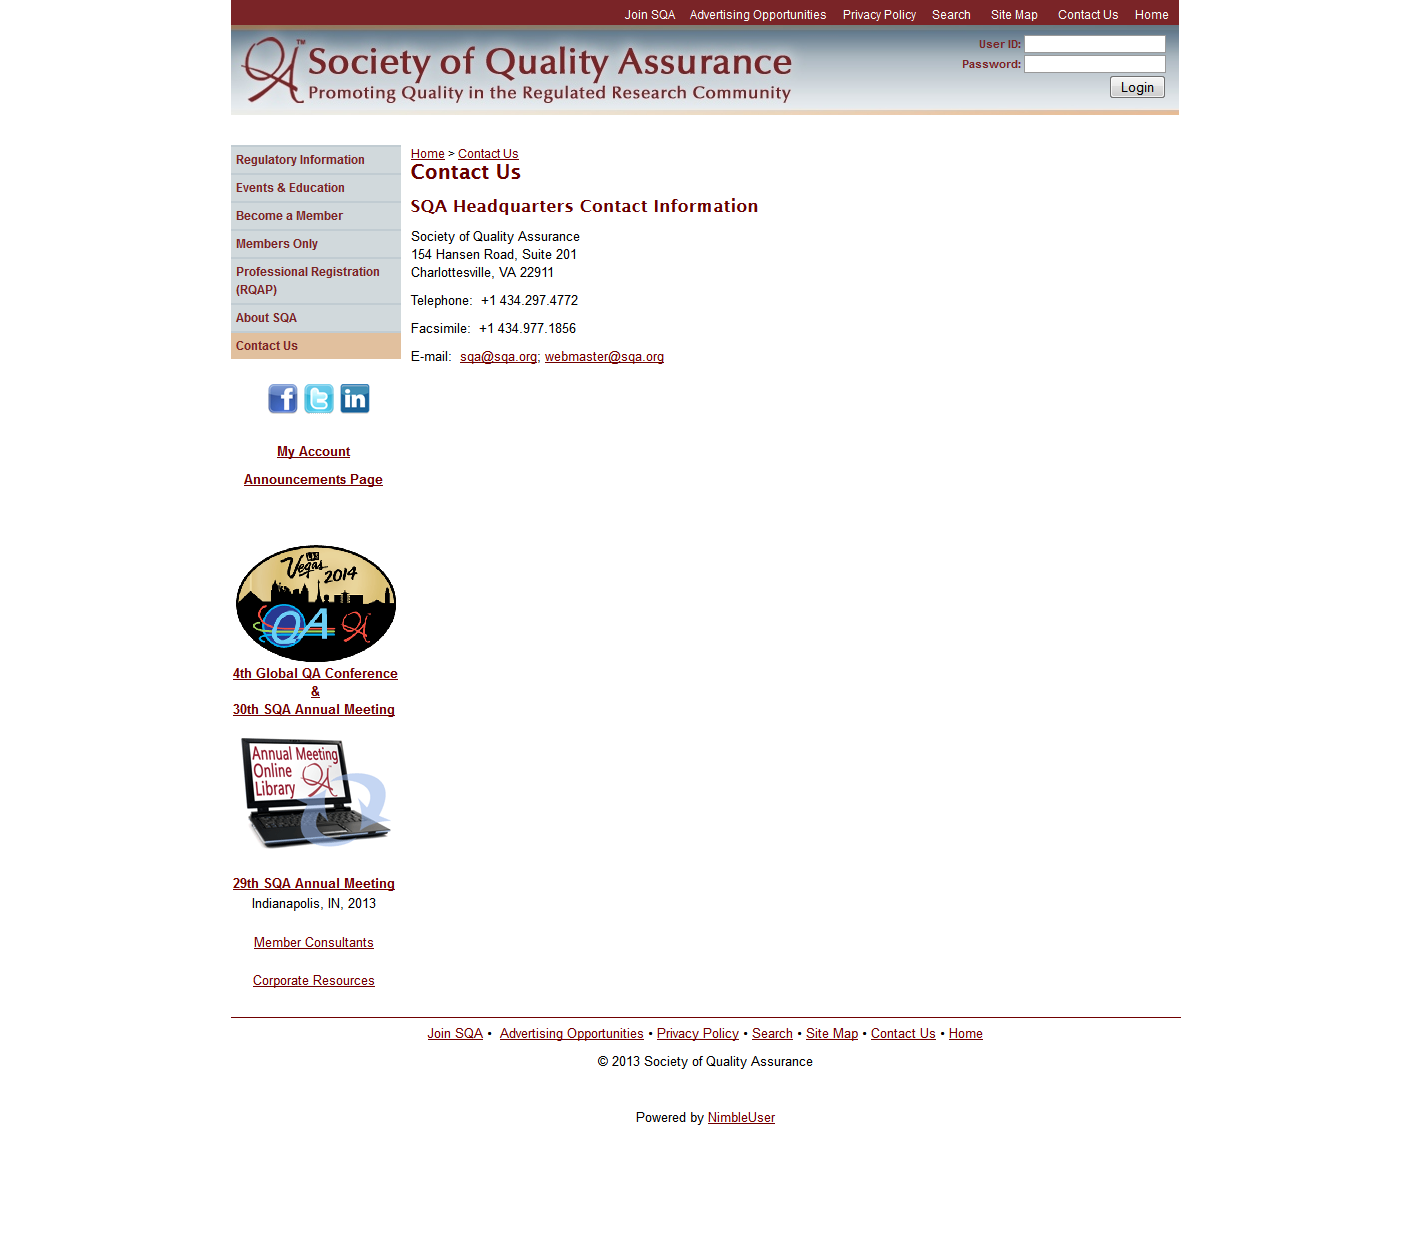 Join SQA Advertising Opportunities Privacy Policy Search Site Map Contact Us Home
QA™ Society of Quality Assurance
Promoting Quality in the Regulated Research Community
User ID:
Password:
Login
Regulatory Information
Events & Education
Become a Member
Members Only
Professional Registration
(RQAP)
About SQA
Contact Us
Home > Contact Us
Contact Us
SQA Headquarters Contact Information
Society of Quality Assurance
154 Hansen Road, Suite 201
Charlottesville, VA 22911
Telephone: +1 434.297.4772
Facsimile: +1 434.977.1856
E-mail: sqa@sqa.org; webmaster@sqa.org
f t in
My Account
Announcements Page
LAS
Vegas 2014
QA QA
4th Global QA Conference
&
30th SQA Annual Meeting
Annual Meeting
Online QA
Library
29th SQA Annual Meeting
Indianapolis, IN, 2013
Member Consultants
Corporate Resources
Join SQA • Advertising Opportunities • Privacy Policy • Search • Site Map • Contact Us • Home
© 2013 Society of Quality Assurance
Powered by NimbleUser